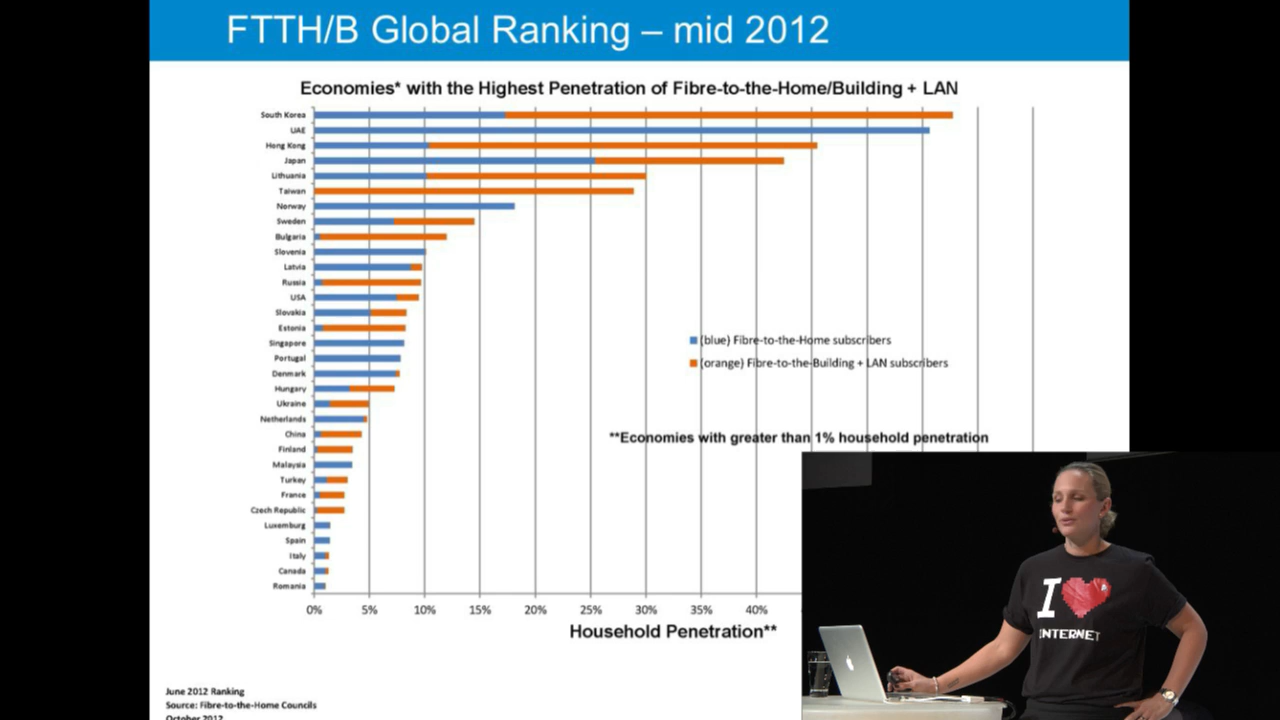 FTTH/B Global Ranking – mid 2012
Economies* with the Highest Penetration of Fibre-to-the-Home/Building + LAN
South Korea
UAE
Hong Kong
Japan
Lithuania
Taiwan
Norway
Sweden
Bulgaria
Slovenia
Latvia
Russia
USA
Slovakia
Estonia
Singapore
Portugal
Denmark
Hungary
Ukraine
Netherlands
China
Finland
Malaysia
Turkey
France
Czech Republic
Luxemburg
Spain
Italy
Canada
Romania
(blue) Fibre-to-the-Home subscribers
(orange) Fibre-to-the-Building + LAN subscribers
**Economies with greater than 1% household penetration
0% 5% 10% 15% 20% 25% 30% 35% 40%
Household Penetration**
June 2012 Ranking
Source: Fibre-to-the-Home Councils
October 2012
I
INTERNET